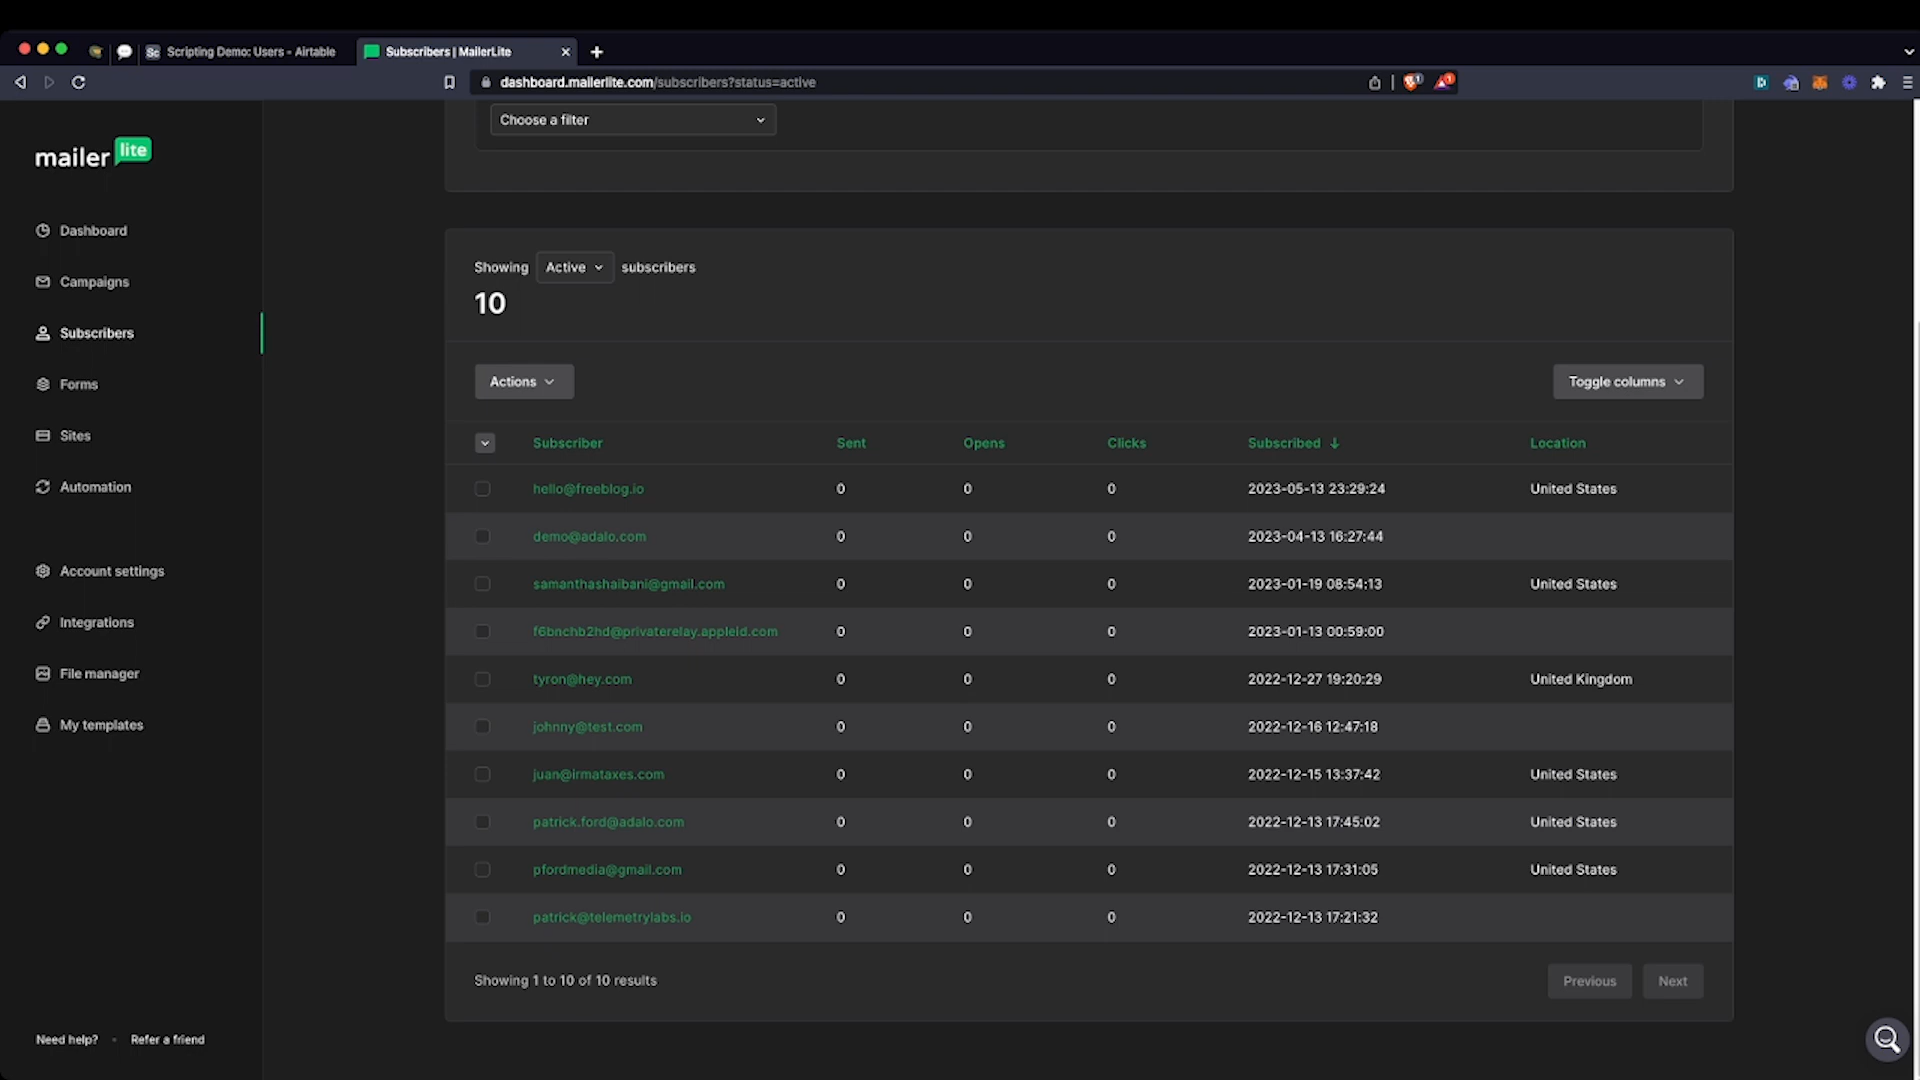 Sc Scripting Demo: Users - Airtable
Subscribers | MailerLite
dashboard.mailerlite.com/subscribers?status=active
1
1
mailer lite
Choose a filter
Dashboard
Campaigns
Subscribers
Forms
Sites
Automation
Account settings
Integrations
File manager
My templates
Need help? • Refer a friend
Showing Active subscribers
10
Actions
Toggle columns
Subscriber Sent Opens Clicks Subscribed ↓ Location
hello@freeblog.io 0 0 0 2023-05-13 23:29:24 United States
demo@adalo.com 0 0 0 2023-04-13 16:27:44
samanthashaibani@gmail.com 0 0 0 2023-01-19 08:54:13 United States
f6bnchb2hd@privaterelay.appleid.com 0 0 0 2023-01-13 00:59:00
tyron@hey.com 0 0 0 2022-12-27 19:20:29 United Kingdom
johnny@test.com 0 0 0 2022-12-16 12:47:18
juan@irmataxes.com 0 0 0 2022-12-15 13:37:42 United States
patrick.ford@adalo.com 0 0 0 2022-12-13 17:45:02 United States
pfordmedia@gmail.com 0 0 0 2022-12-13 17:31:05 United States
patrick@telemetrylabs.io 0 0 0 2022-12-13 17:21:32
Showing 1 to 10 of 10 results
Previous Next